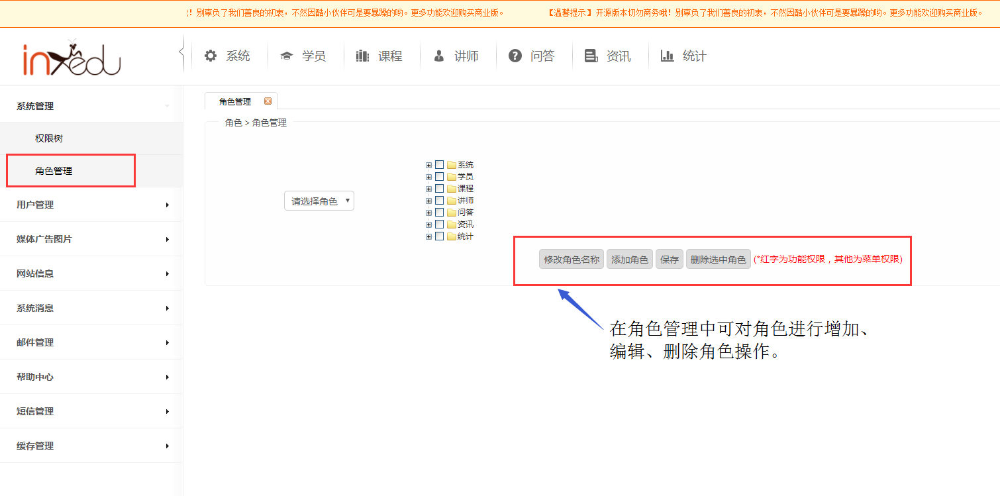 ！别辜负了我们善良的初衷，不然因酷小伙伴可是要暴躁的哟。更多功能欢迎购买商业版。 【温馨提示】开源版本切勿商务哦！别辜负了我们善良的初衷，不然因酷小伙伴可是要暴躁的哟。更多功能欢迎购买商业版。
inxedu
系统 学员 课程 讲师 问答 资讯 统计
系统管理
权限树
角色管理
用户管理
媒体广告图片
网站信息
系统消息
邮件管理
帮助中心
短信管理
缓存管理
角色管理
角色 > 角色管理
请选择角色
系统
学员
课程
讲师
问答
资讯
统计
修改角色名称 添加角色 保存 删除选中角色 (*红字为功能权限，其他为菜单权限)
在角色管理中可对角色进行增加、
编辑、删除角色操作。